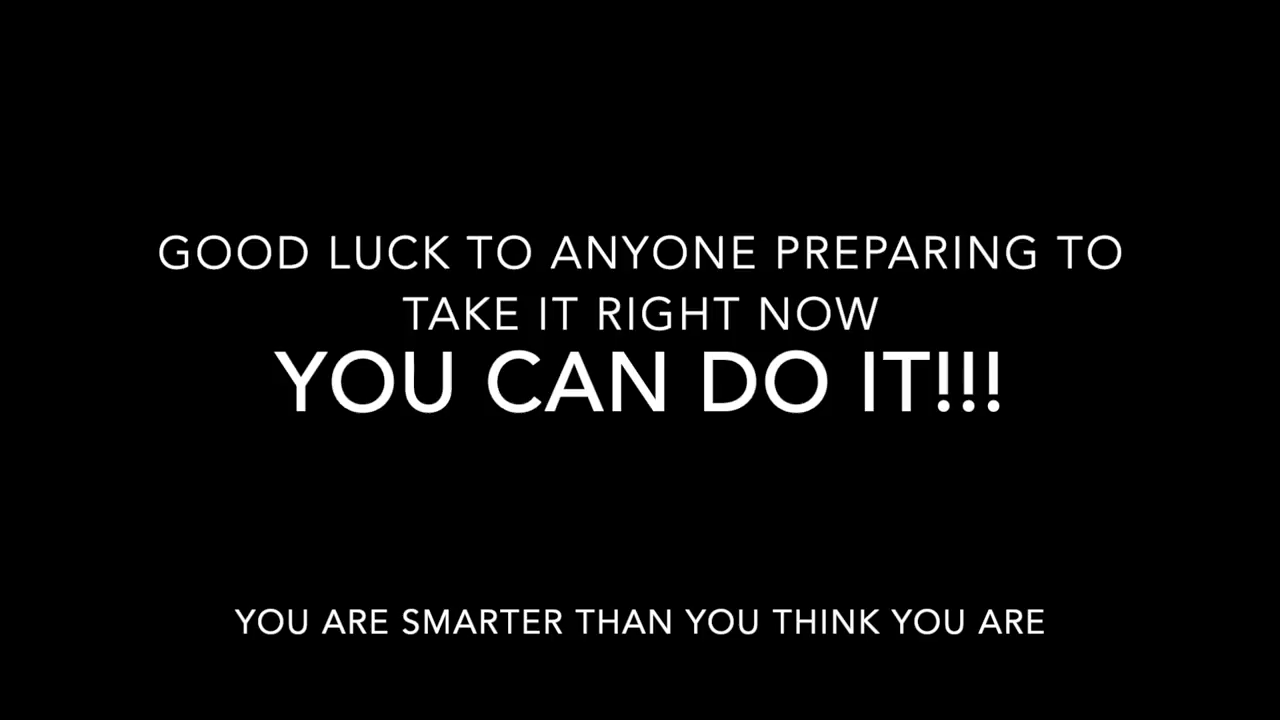 GOOD LUCK TO ANYONE PREPARING TO
TAKE IT RIGHT NOW
YOU CAN DO IT!!!
YOU ARE SMARTER THAN YOU THINK YOU ARE